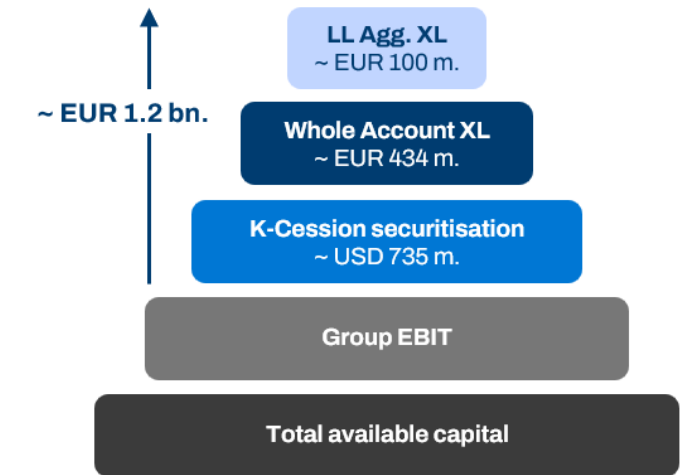 LL Agg. XL
~ EUR 100 m.
~ EUR 1.2 bn.
Whole Account XL
~ EUR 434 m.
K-Cession securitisation
~ USD 735 m.
Group EBIT
Total available capital